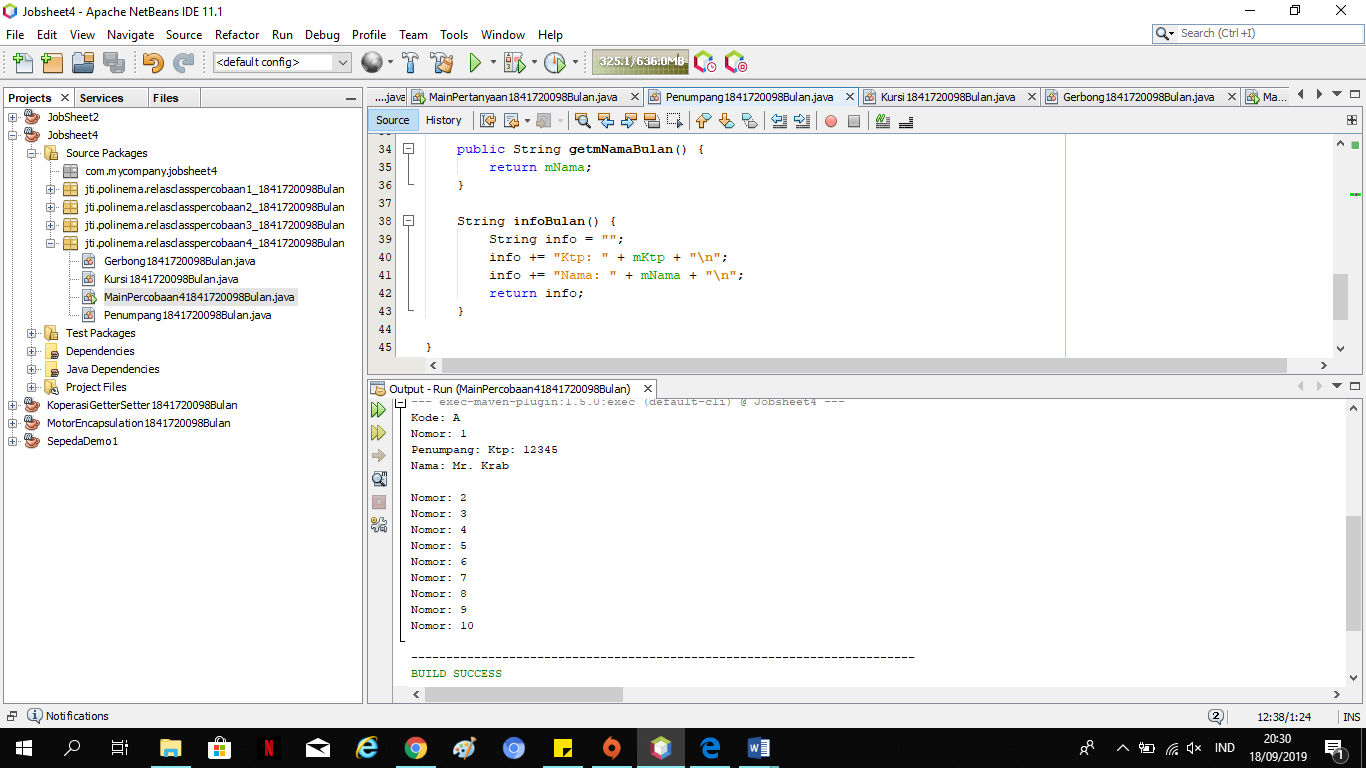 Jobsheet4 - Apache NetBeans IDE 11.1
File Edit View Navigate Source Refactor Run Debug Profile Team Tools Window Help
Search (Ctrl+I)
<default config>
325.1/636.0MB
Projects Services Files
JobSheet2
Jobsheet4
Source Packages
com.mycompany.jobsheet4
jti.polinema.relasclasspercobaan1_1841720098Bulan
jti.polinema.relasclasspercobaan2_1841720098Bulan
jti.polinema.relasclasspercobaan3_1841720098Bulan
jti.polinema.relasclasspercobaan4_1841720098Bulan
Gerbong1841720098Bulan.java
Kursi1841720098Bulan.java
MainPercobaan41841720098Bulan.java
Penumpang1841720098Bulan.java
Test Packages
Dependencies
Java Dependencies
Project Files
KoperasiGetterSetter1841720098Bulan
MotorEncapsulation1841720098Bulan
SepedaDemo1
....java MainPertanyaan1841720098Bulan.java Penumpang1841720098Bulan.java Kursi1841720098Bulan.java Gerbong1841720098Bulan.java Ma...
Source History
34 public String getmNamaBulan() {
35 return mNama;
36 }
37
38 String infoBulan() {
39 String info = "";
40 info += "Ktp: " + mKtp + "\n";
41 info += "Nama: " + mNama + "\n";
42 return info;
43 }
44
45 }
Output - Run (MainPercobaan41841720098Bulan)
--- exec-maven-plugin:1.5.0:exec (default-cli) @ Jobsheet4 ---
Kode: A
Nomor: 1
Penumpang: Ktp: 12345
Nama: Mr. Krab
Nomor: 2
Nomor: 3
Nomor: 4
Nomor: 5
Nomor: 6
Nomor: 7
Nomor: 8
Nomor: 9
Nomor: 10
------------------------------------------------------------------------
BUILD SUCCESS
Notifications
2
12:38/1:24 INS
IND
20:30
18/09/2019
1